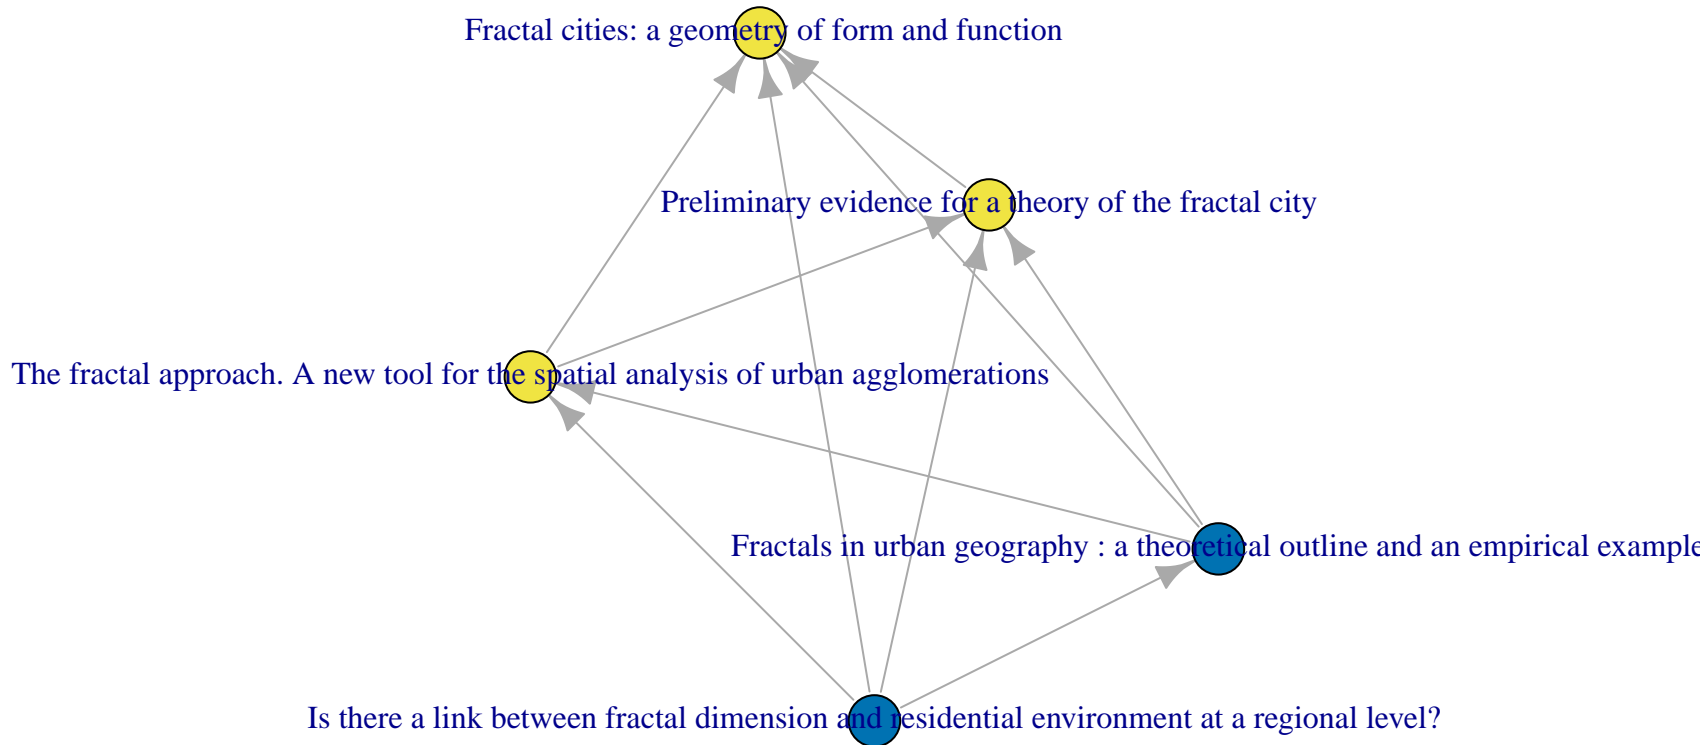 Fractal cities: a geometry of form and function
Preliminary evidence for a theory of the fractal city
The fractal approach. A new tool for the spatial analysis of urban agglomerations
Fractals in urban geography : a theoretical outline and an empirical example
Is there a link between fractal dimension and residential environment at a regional level?